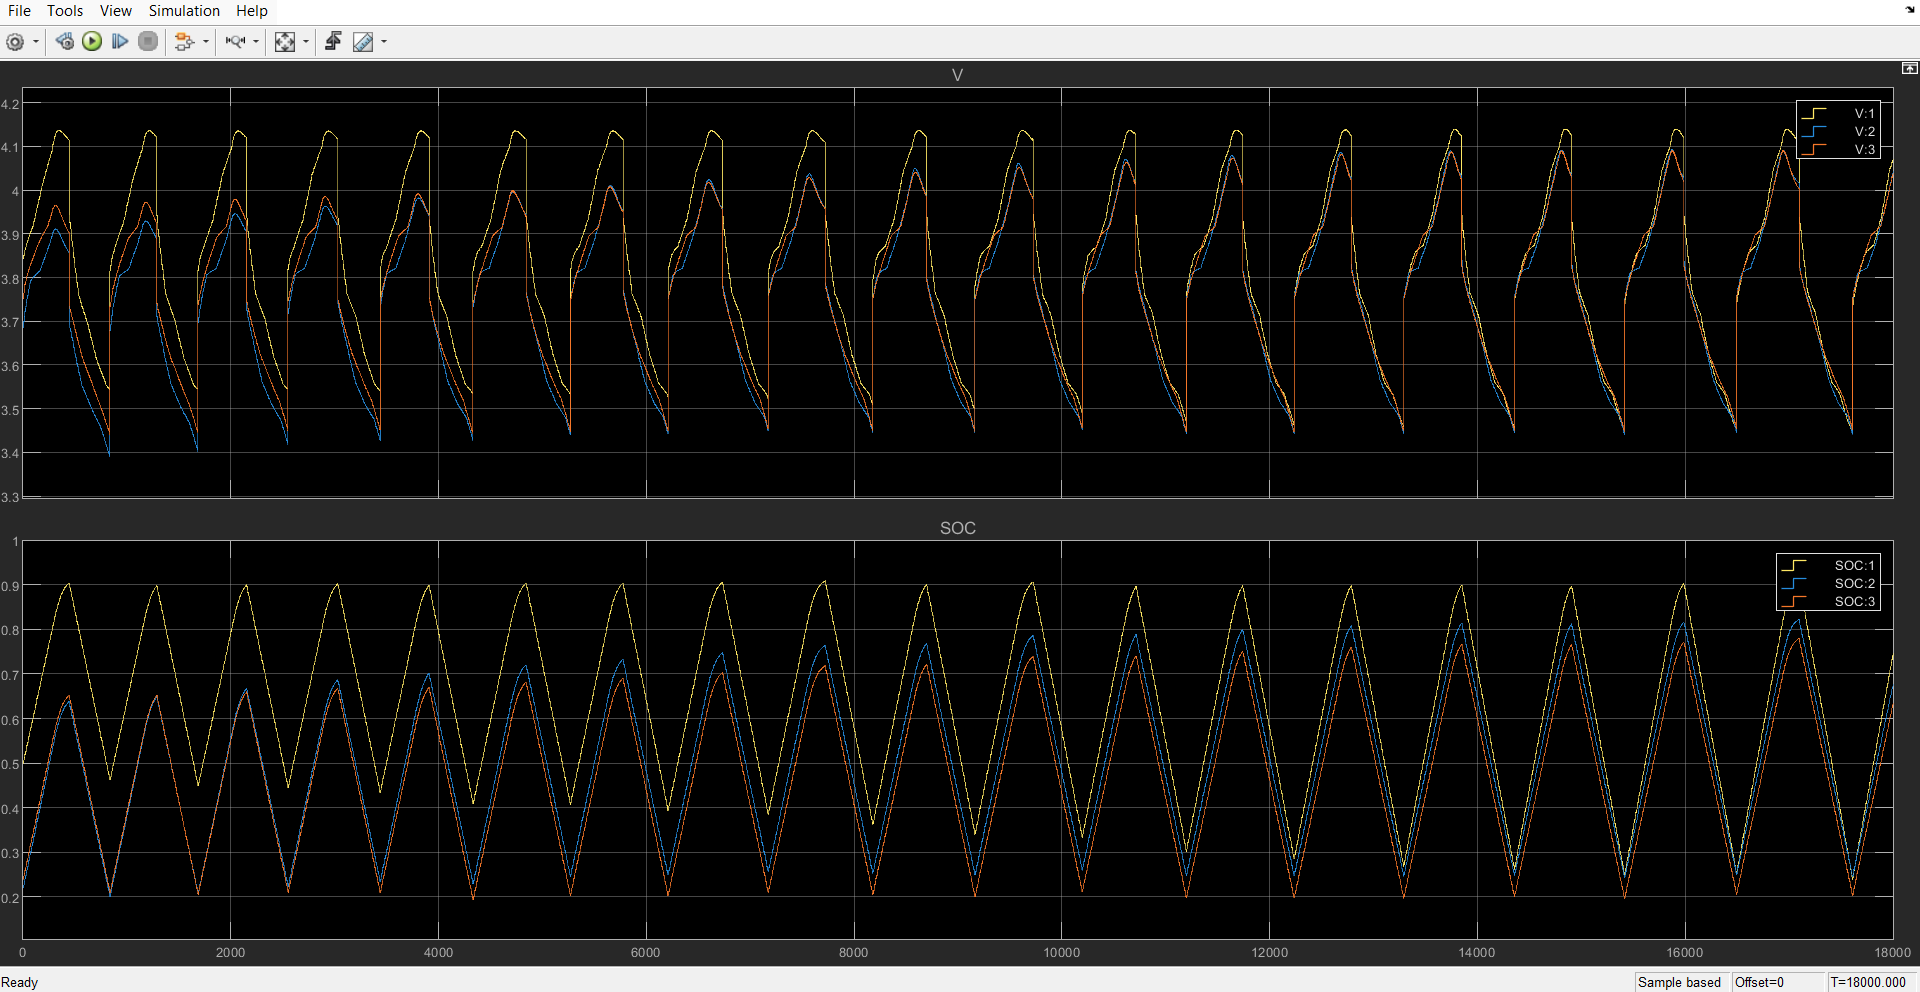 File Tools View Simulation Help
V
4.2
4.1
4
3.9
3.8
3.7
3.6
3.5
3.4
3.3
V:1
V:2
V:3
SOC
1
0.9
0.8
0.7
0.6
0.5
0.4
0.3
0.2
SOC:1
SOC:2
SOC:3
0 2000 4000 6000 8000 10000 12000 14000 16000 18000
Ready Sample based Offset=0 T=18000.000